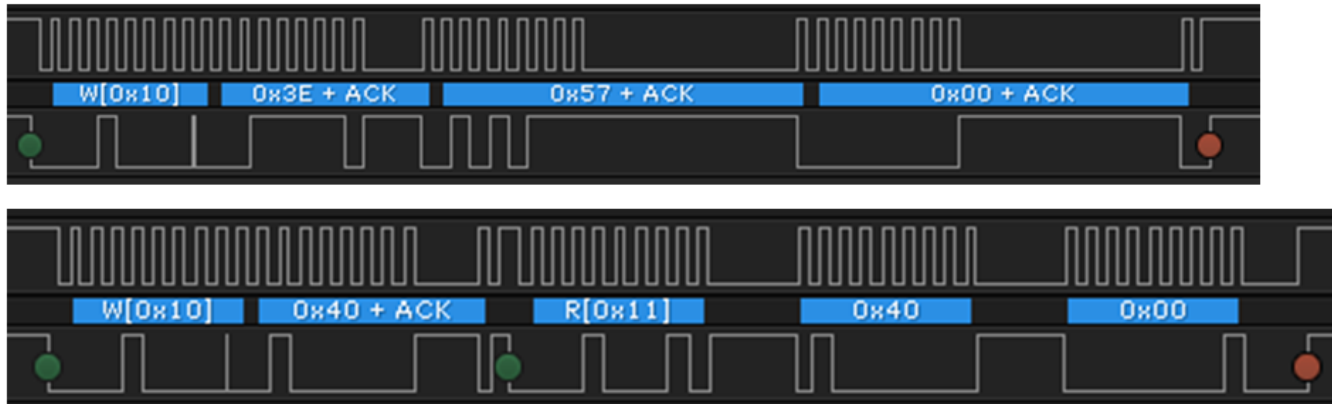 W[0x10] 0x3E + ACK 0x57 + ACK 0x00 + ACK
W[0x10] 0x40 + ACK R[0x11] 0x40 0x00